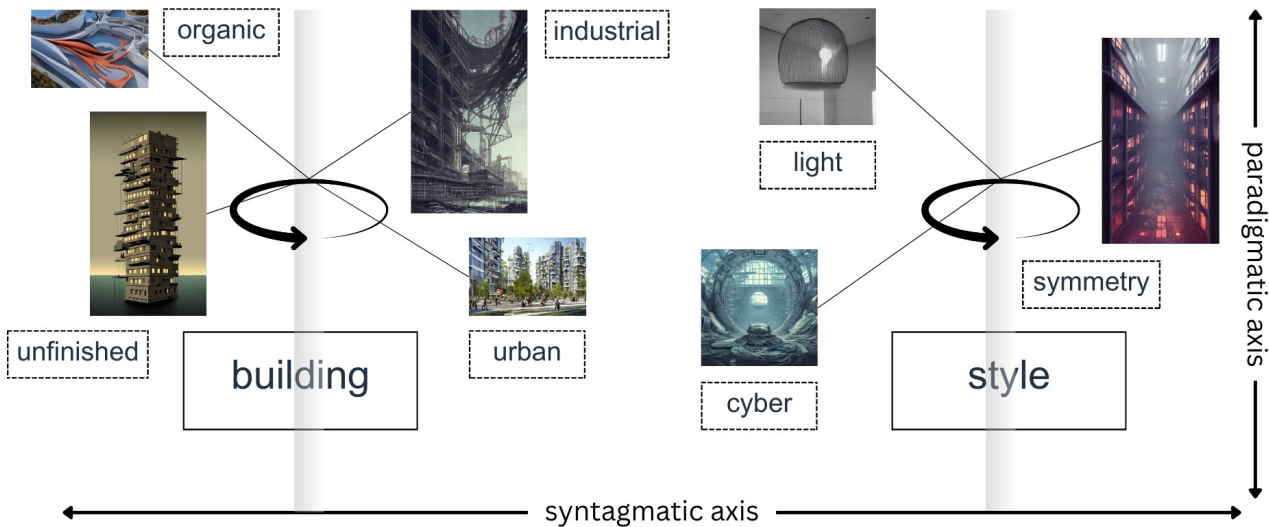 organic
industrial
unfinished
urban
building
light
symmetry
cyber
style
paradigmatic axis
syntagmatic axis